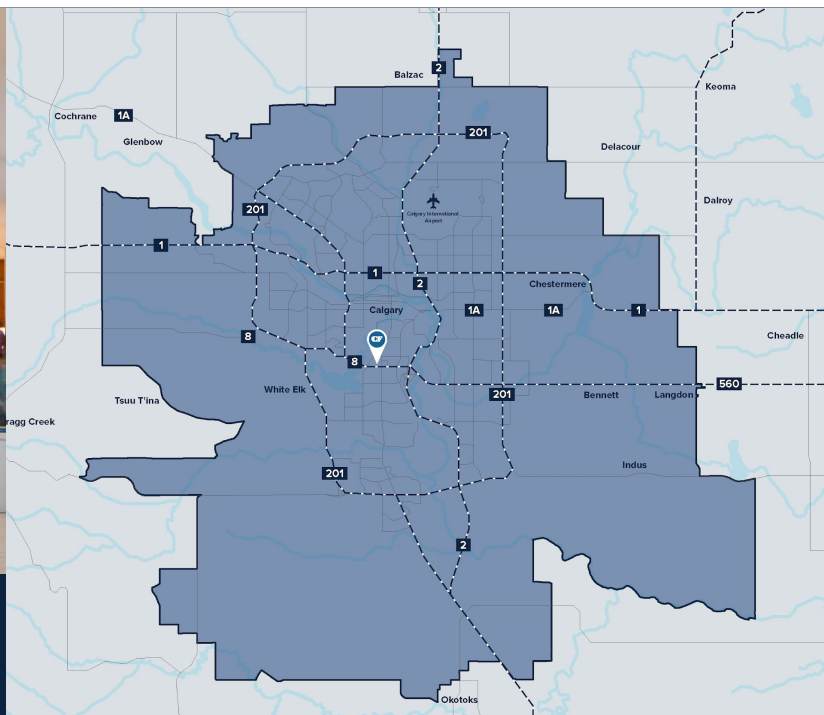 2
Balzac
Keoma
Cochrane
1A
Glenbow
201
Delacour
Dalroy
201
Calgary International
Airport
1
1
2
Chestermere
Calgary
1A
1A
1
8
CF
Cheadle
8
560
White Elk
Tsuu T'ina
201
Bennett
Langdon
ragg Creek
Indus
201
2
Okotoks